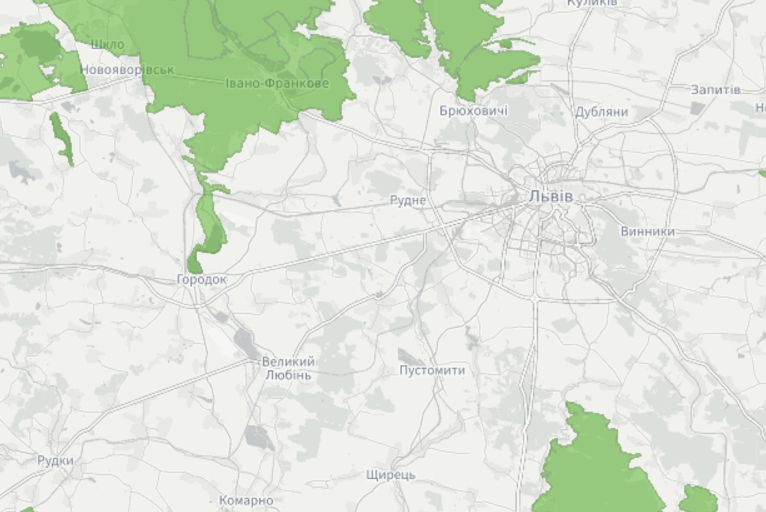 Куликів
Шкло
Новояворівськ
Івано-Франкове
Запитів
Брюховичі
Дубляни
Львів
Рудне
Винники
Городок
Великий
Любінь
Пустомити
Рудки
Щирець
Комарно